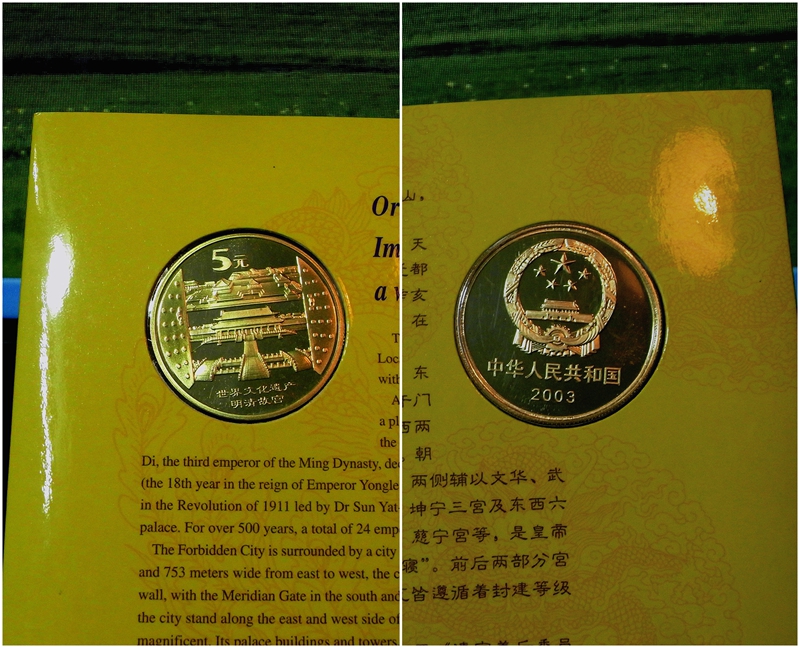 Or
Im
a
5元
世界文化遗产
明清故宫
Loc
with
a pl
the
Di, the third emperor of the Ming Dynasty, dec
(the 18th year in the reign of Emperor Yongle
in the Revolution of 1911 led by Dr Sun Yat-
palace. For over 500 years, a total of 24 emp
The Forbidden City is surrounded by a city
and 753 meters wide from east to west, the c
wall, with the Meridian Gate in the south and
the city stand along the east and west side of
magnificent. Its palace buildings and towers
山，
天
都
亥
在
东
门
西两
朝
中华人民共和国
2003
两侧辅以文华、武
坤宁三宫及东西六
慈宁宫等，是皇帝
寝”。前后两部分宫
皆遵循着封建等级